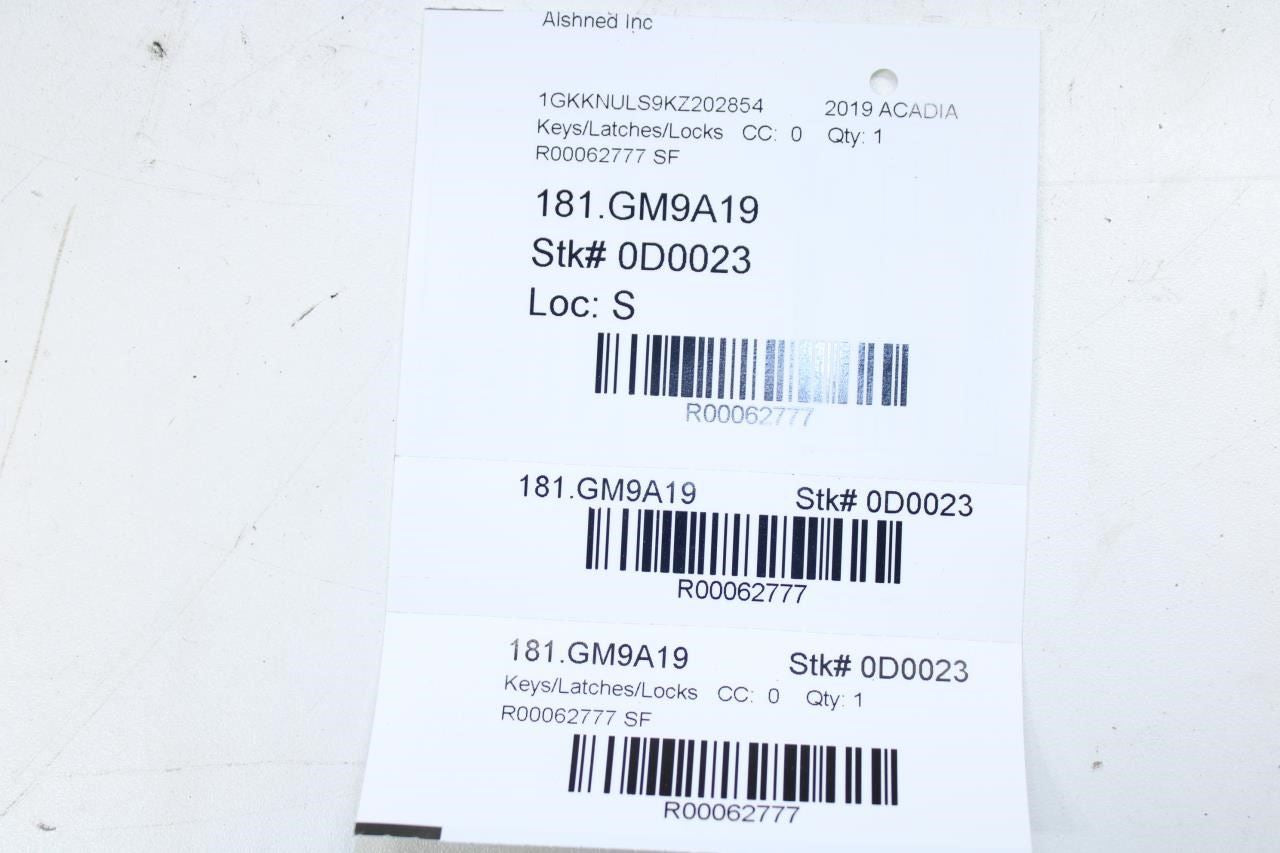 Alshned Inc
1GKKNULS9KZ202854 2019 ACADIA
Keys/Latches/Locks CC: 0 Qty: 1
R00062777 SF
181.GM9A19
Stk# 0D0023
Loc: S
R00062777
181.GM9A19 Stk# 0D0023
R00062777
181.GM9A19 Stk# 0D0023
Keys/Latches/Locks CC: 0 Qty: 1
R00062777 SF
R00062777